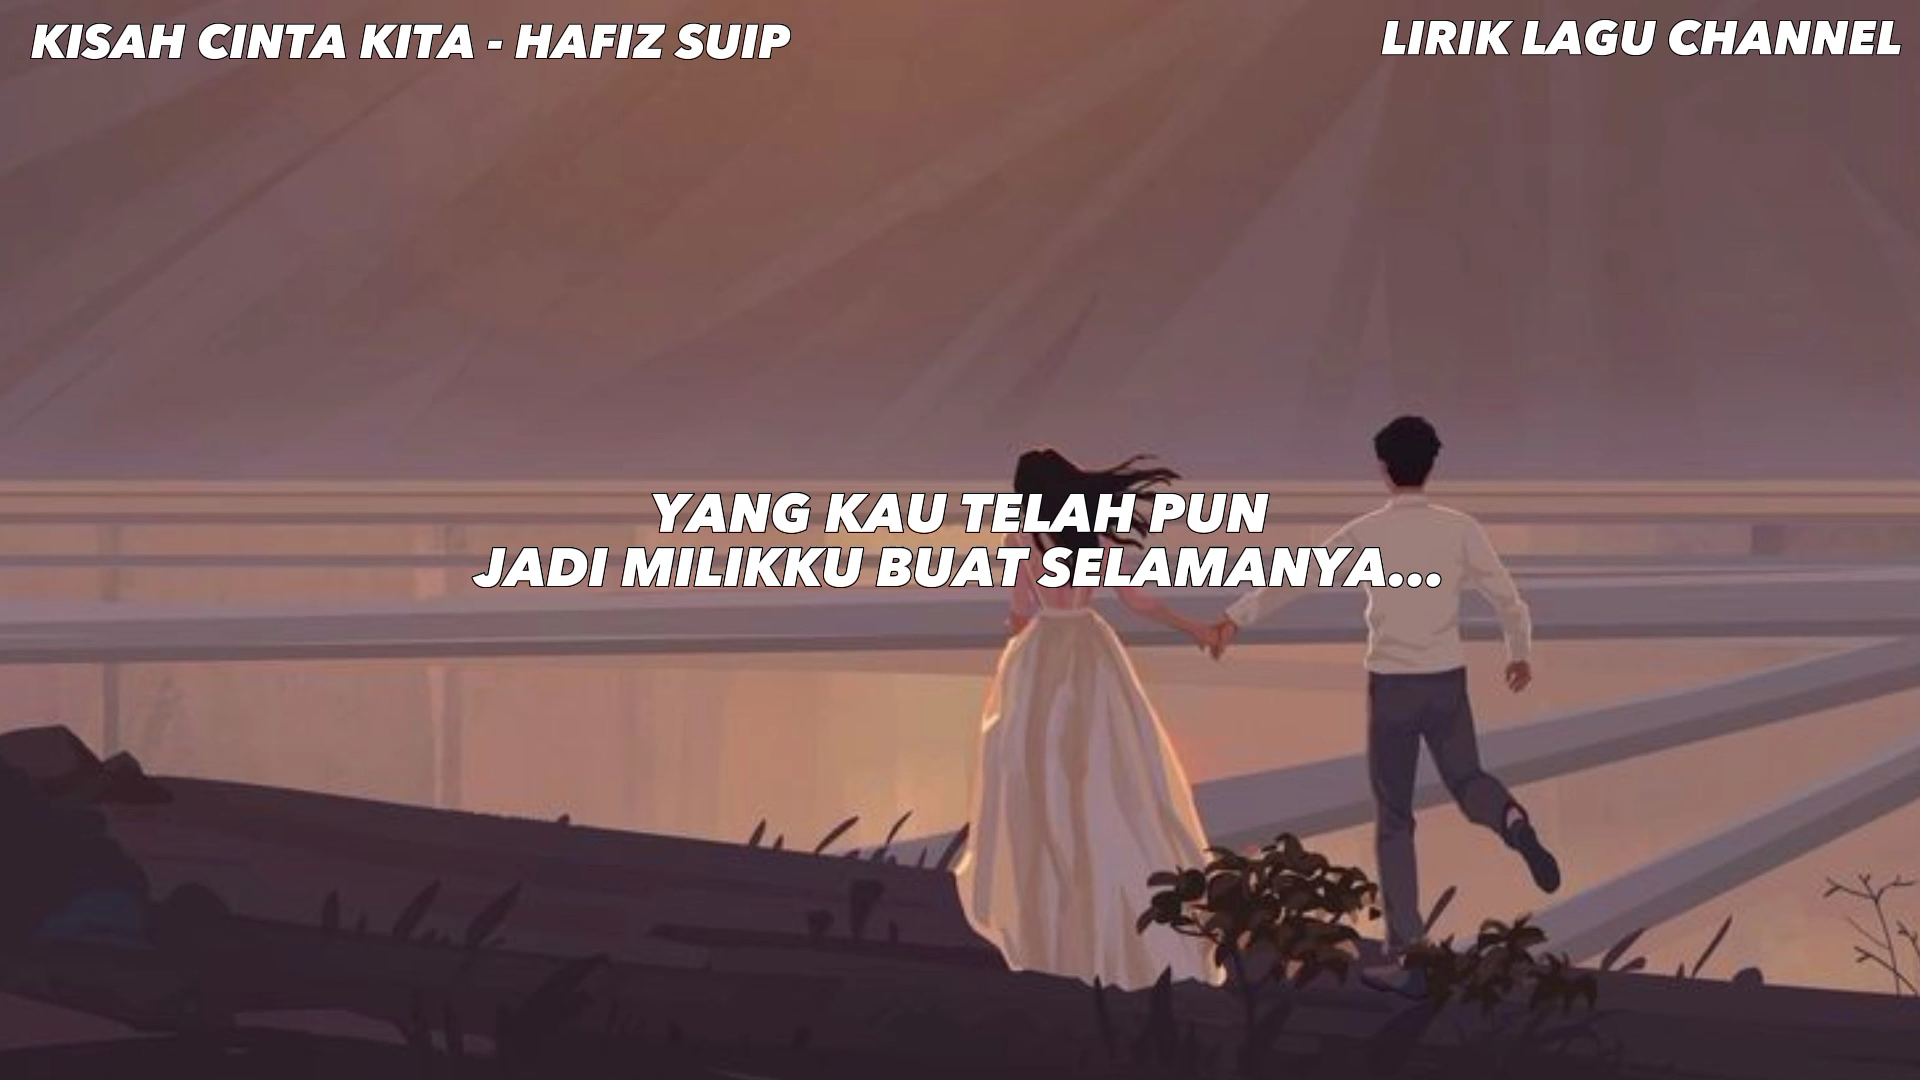 KISAH CINTA KITA - HAFIZ SUIP
LIRIK LAGU CHANNEL
YANG KAU TELAH PUN
JADI MILIKKU BUAT SELAMANYA...